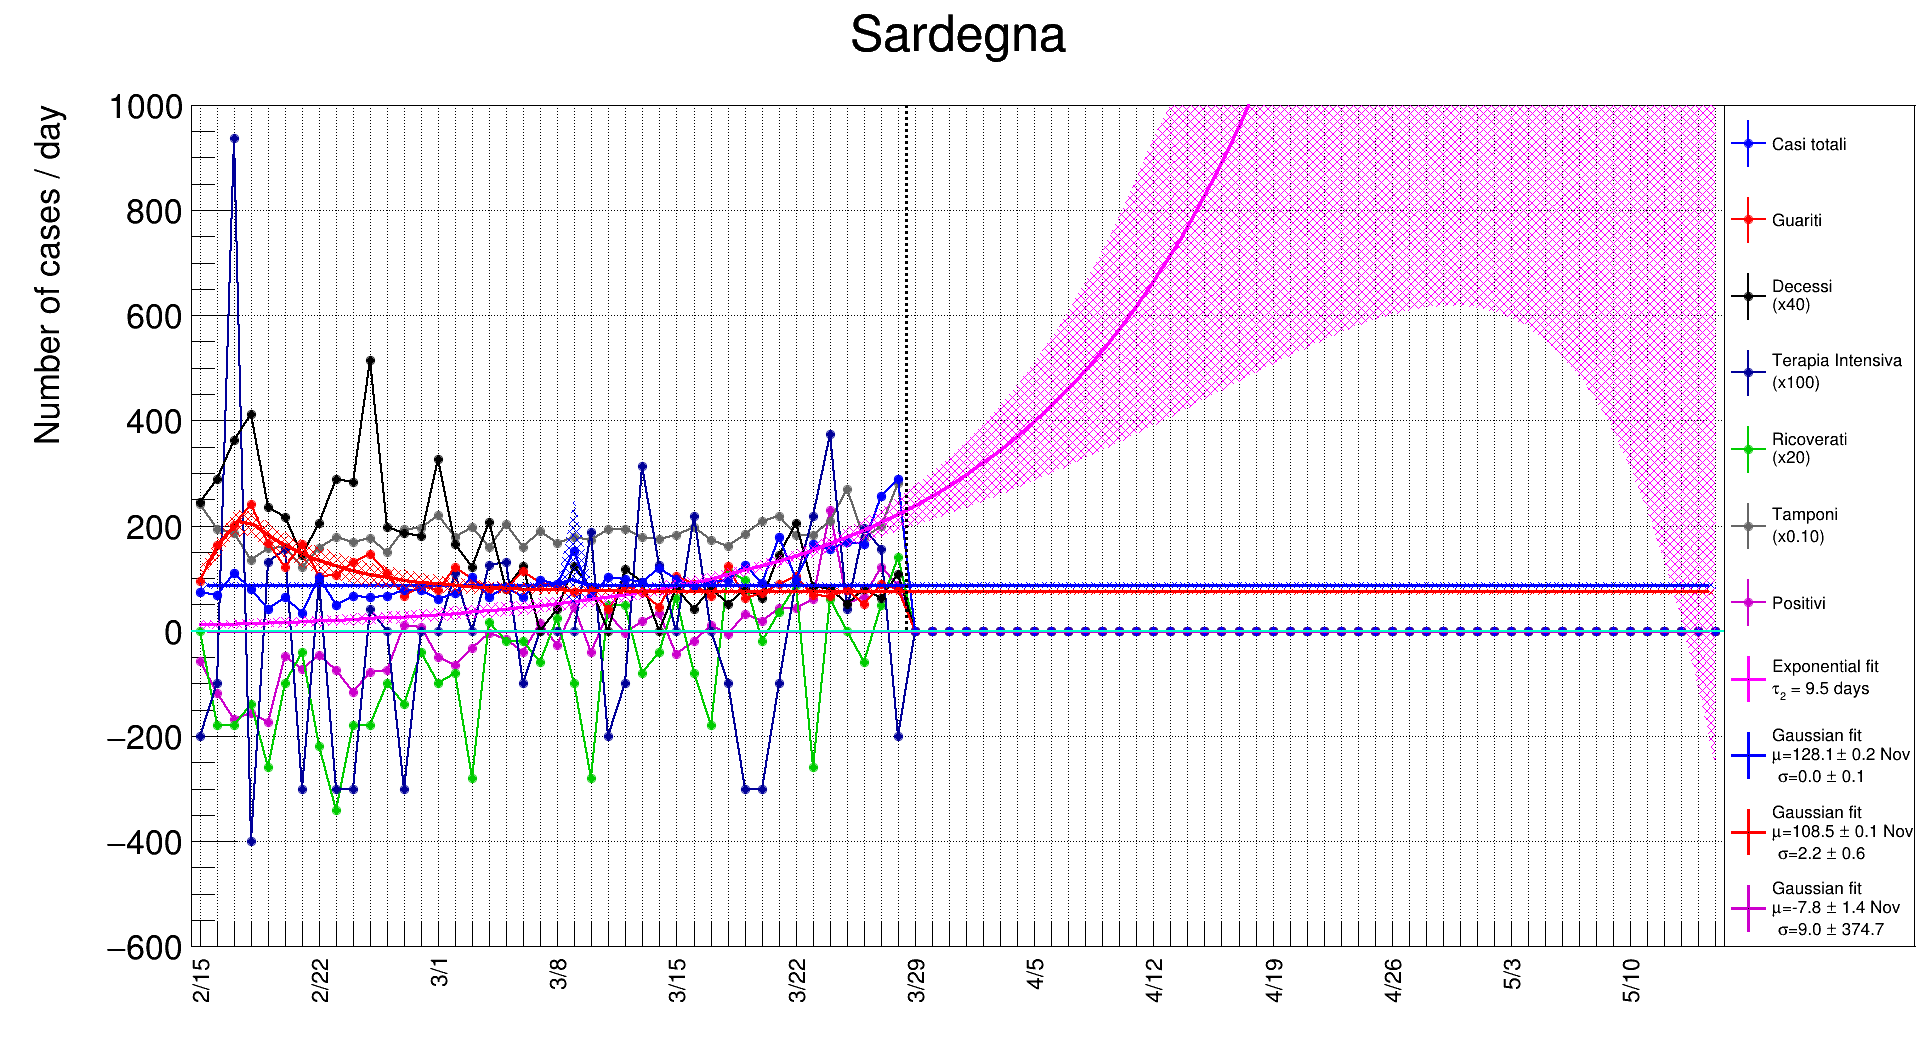 Sardegna
Number of cases / day
1000
800
600
400
200
0
−200
−400
−600
2/15
2/22
3/1
3/8
3/15
3/22
3/29
4/5
4/12
4/19
4/26
5/3
5/10
Casi totali
Guariti
Decessi
(x40)
Terapia Intensiva
(x100)
Ricoverati
(x20)
Tamponi
(x0.10)
Positivi
Exponential fit
τ2 = 9.5 days
Gaussian fit
μ=128.1 ± 0.2 Nov
σ=0.0 ± 0.1
Gaussian fit
μ=108.5 ± 0.1 Nov
σ=2.2 ± 0.6
Gaussian fit
μ=-7.8 ± 1.4 Nov
σ=9.0 ± 374.7